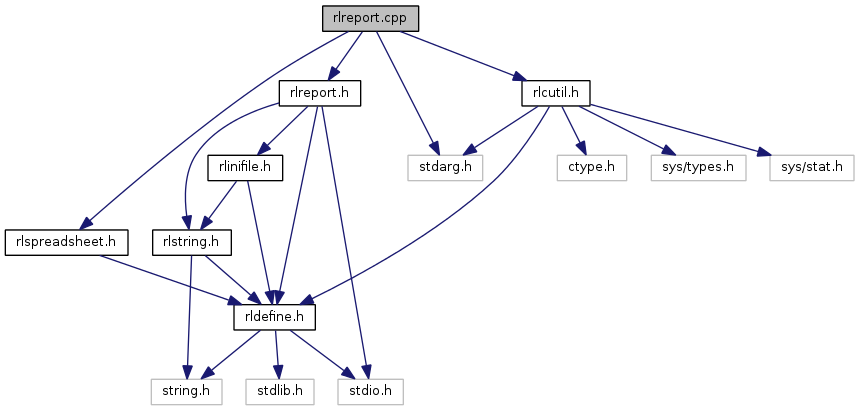 rlreport.cpp
rlreport.h
rlcutil.h
rlinifile.h
stdarg.h
ctype.h
sys/types.h
sys/stat.h
rlspreadsheet.h
rlstring.h
rldefine.h
string.h
stdlib.h
stdio.h